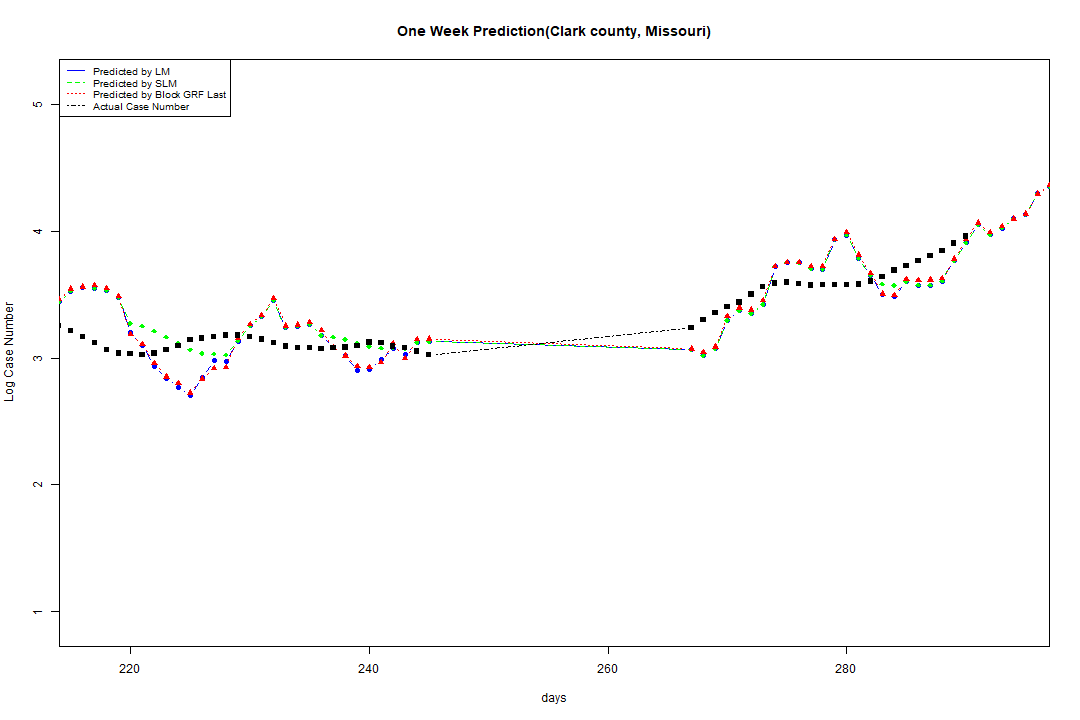 One Week Prediction(Clark county, Missouri)
Predicted by LM
Predicted by SLM
Predicted by Block GRF Last
Actual Case Number
5
4
3
2
1
Log Case Number
220 240 260 280
days